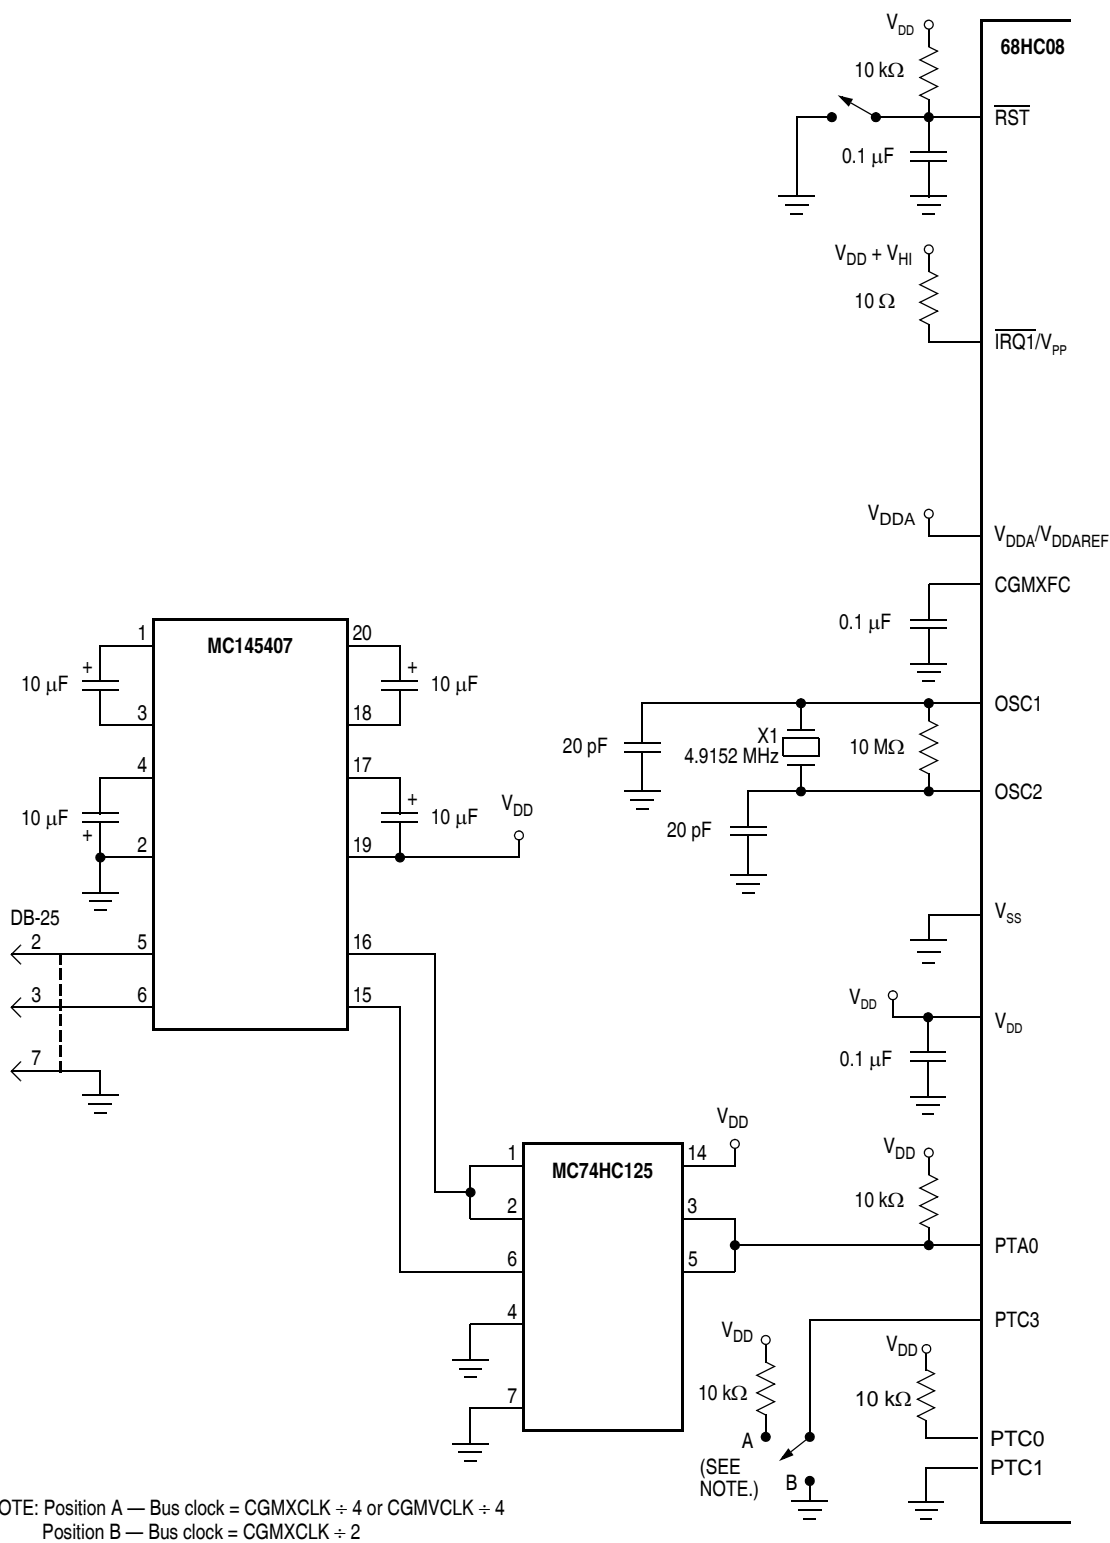 V_DD
68HC08
10 kΩ
RST
0.1 µF
V_DD + V_HI
10 Ω
IRQ1/V_PP
V_DDA
V_DDA/V_DDAREF
CGMXFC
0.1 µF
1
MC145407
20
+
+
10 µF
10 µF
3
18
OSC1
X1
20 pF
4.9152 MHz
10 MΩ
4
17
OSC2
+
V_DD
10 µF
10 µF
20 pF
+
2
19
DB-25
V_SS
2
5
16
3
6
15
V_DD
V_DD
7
0.1 µF
V_DD
1
MC74HC125
14
V_DD
2
3
10 kΩ
6
5
PTA0
4
PTC3
V_DD
V_DD
7
10 kΩ
10 kΩ
A
PTC0
(SEE
NOTE.)
B
PTC1
OTE: Position A — Bus clock = CGMXCLK ÷ 4 or CGMVCLK ÷ 4
Position B — Bus clock = CGMXCLK ÷ 2